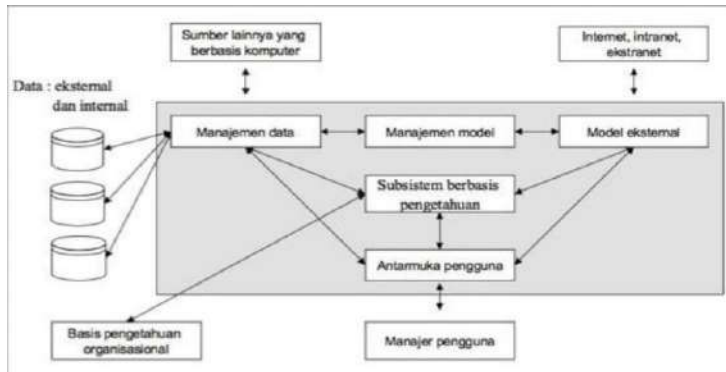 Sumber lainnya yang
berbasis komputer
Internet, intranet,
ekstranet
Data : eksternal
dan internal
Manajemen data
Manajemen model
Model eksternal
Subsistem berbasis
pengetahuan
Antarmuka pengguna
Basis pengetahuan
organisasional
Manajer pengguna